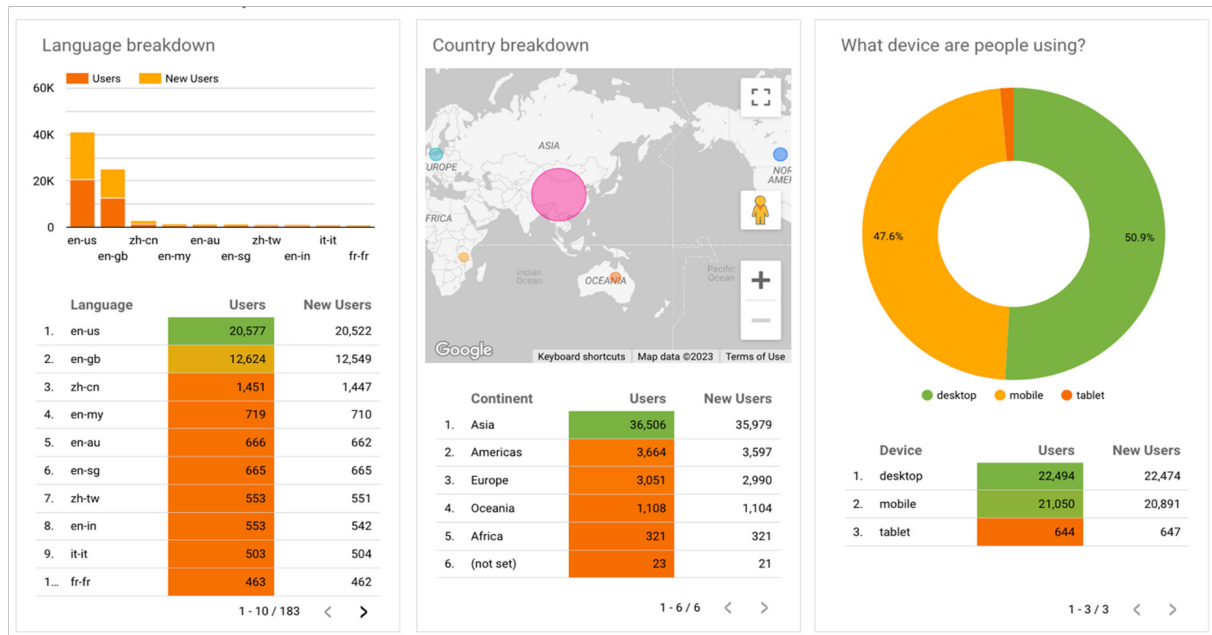 Language breakdown
Users New Users
60K
40K
20K
0
en-us zh-cn en-au zh-tw it-it
en-gb en-my en-sg en-in fr-fr
Language Users New Users
1. en-us 20,577 20,522
2. en-gb 12,624 12,549
3. zh-cn 1,451 1,447
4. en-my 719 710
5. en-au 666 662
6. en-sg 665 665
7. zh-tw 553 551
8. en-in 553 542
9. it-it 503 504
1... fr-fr 463 462
1 - 10 / 183 < >
Country breakdown
ASIA
UROPE
NOR
AMEI
FRICA
Indian
Ocean
OCEANIA
Pacific
Ocean
Google
Keyboard shortcuts Map data ©2023 Terms of Use
Continent Users New Users
1. Asia 36,506 35,979
2. Americas 3,664 3,597
3. Europe 3,051 2,990
4. Oceania 1,108 1,104
5. Africa 321 321
6. (not set) 23 21
1 - 6 / 6 < >
What device are people using?
47.6%
50.9%
desktop mobile tablet
Device Users New Users
1. desktop 22,494 22,474
2. mobile 21,050 20,891
3. tablet 644 647
1 - 3 / 3 < >